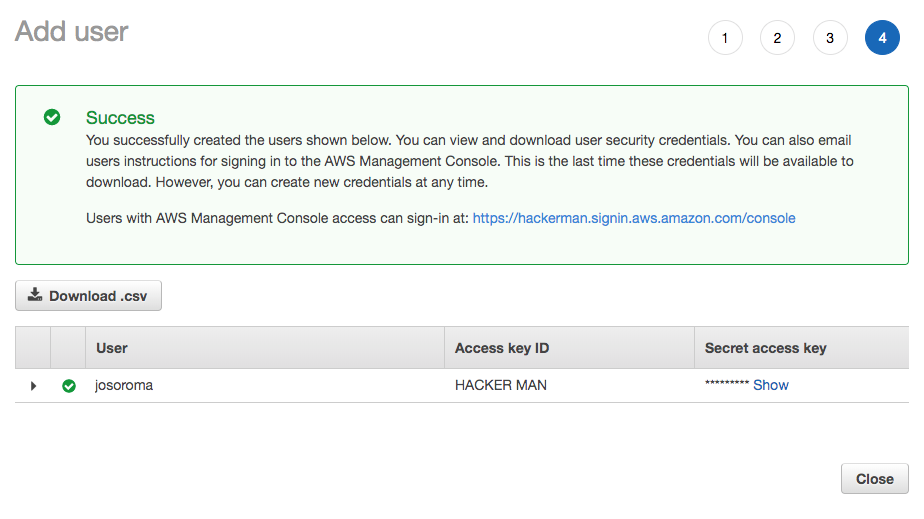 Add user
1 2 3 4
Success
You successfully created the users shown below. You can view and download user security credentials. You can also email
users instructions for signing in to the AWS Management Console. This is the last time these credentials will be available to
download. However, you can create new credentials at any time.
Users with AWS Management Console access can sign-in at: https://hackerman.signin.aws.amazon.com/console
Download .csv
User Access key ID Secret access key
josoroma HACKER MAN ********* Show
Close